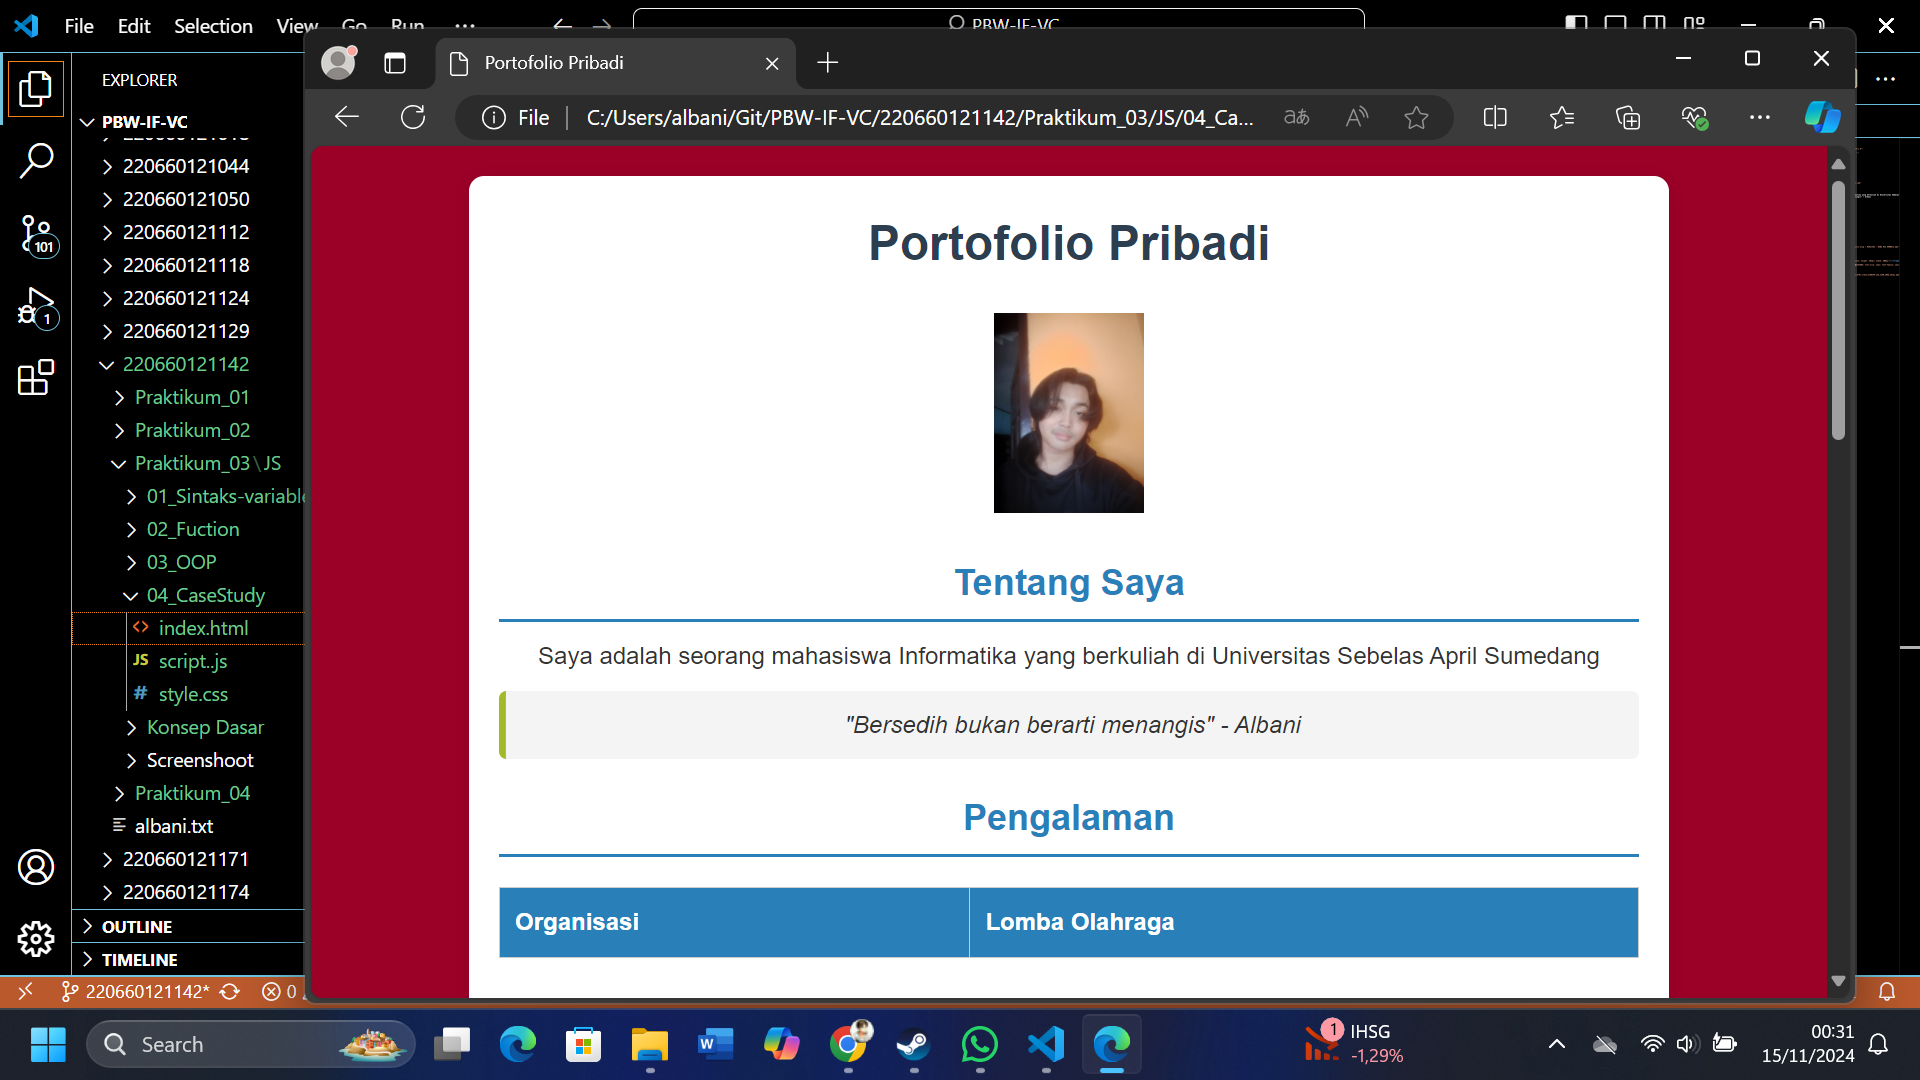 File Edit Selection View Go Run ···
PBW-IF-VC
EXPLORER
PBW-IF-VC
220660121044
220660121050
220660121112
220660121118
220660121124
220660121129
220660121142
Praktikum_01
Praktikum_02
Praktikum_03\JS
01_Sintaks-variable
02_Fuction
03_OOP
04_CaseStudy
index.html
JS script..js
# style.css
Konsep Dasar
Screenshoot
Praktikum_04
albani.txt
220660121171
220660121174
OUTLINE
TIMELINE
101
1
220660121142*
0
Portofolio Pribadi
File
C:/Users/albani/Git/PBW-IF-VC/220660121142/Praktikum_03/JS/04_Ca...
Portofolio Pribadi
Tentang Saya
Saya adalah seorang mahasiswa Informatika yang berkuliah di Universitas Sebelas April Sumedang
"Bersedih bukan berarti menangis" - Albani
Pengalaman
Organisasi
Lomba Olahraga
Search
1
IHSG
-1,29%
00:31
15/11/2024